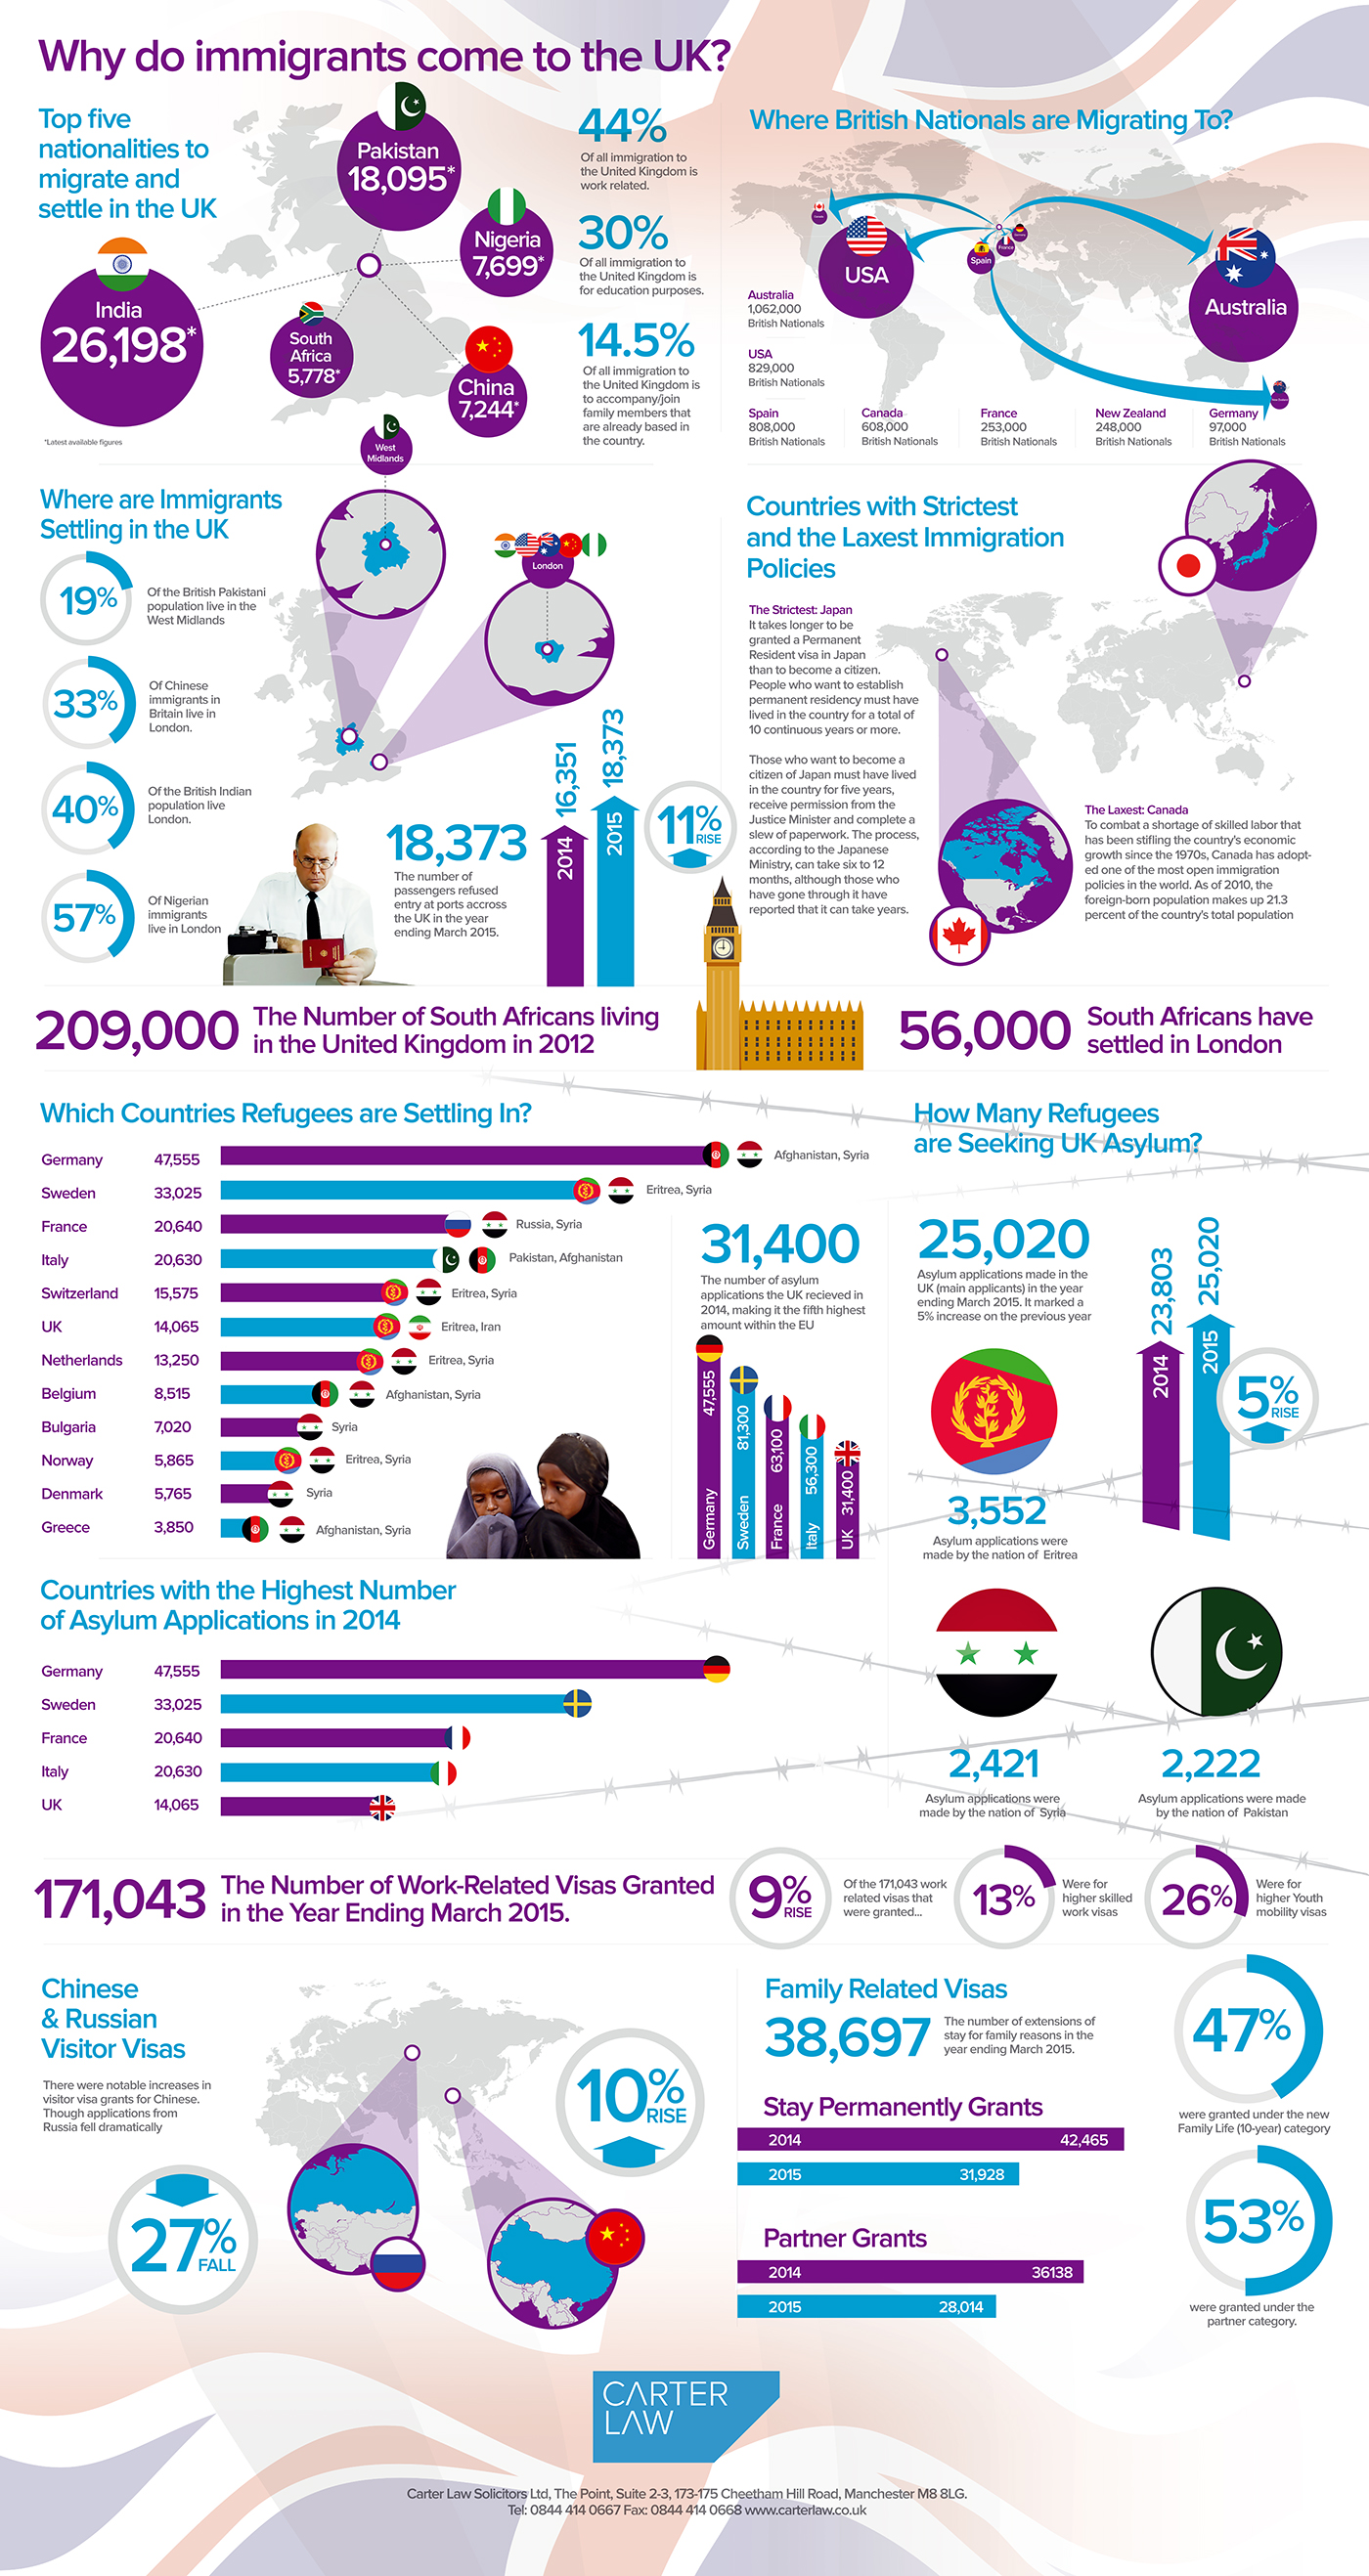 Why do immigrants come to the UK?
Top five
nationalities to
migrate and
settle in the UK
Pakistan
18,095*
Nigeria
7,699*
India
26,198*
South
Africa
5,778*
China
7,244*
*Latest available figures
44%
Of all immigration to
the United Kingdom is
work related.
30%
Of all immigration to
the United Kingdom is
for education purposes.
14.5%
Of all immigration to
the United Kingdom is
to accompany/join
family members that
are already based in
the country.
Where British Nationals are Migrating To?
USA
Spain
France
Australia
Australia
1,062,000
British Nationals
USA
829,000
British Nationals
Spain
808,000
British Nationals
Canada
608,000
British Nationals
France
253,000
British Nationals
New Zealand
248,000
British Nationals
Germany
97,000
British Nationals
Where are Immigrants
Settling in the UK
West
Midlands
London
19%
Of the British Pakistani
population live in the
West Midlands
33%
Of Chinese
immigrants in
Britain live in
London.
40%
Of the British Indian
population live
London.
57%
Of Nigerian
immigrants
live in London
18,373
The number of
passengers refused
entry at ports accross
the UK in the year
ending March 2015.
2014
16,351
2015
18,373
11%
RISE
Countries with Strictest
and the Laxest Immigration
Policies
The Strictest: Japan
It takes longer to be
granted a Permanent
Resident visa in Japan
than to become a citizen.
People who want to establish
permanent residency must have
lived in the country for a total of
10 continuous years or more.
Those who want to become a
citizen of Japan must have lived
in the country for five years,
receive permission from the
Justice Minister and complete a
slew of paperwork. The process,
according to the Japanese
Ministry, can take six to 12
months, although those who
have gone through it have
reported that it can take years.
The Laxest: Canada
To combat a shortage of skilled labor that
has been stifling the country's economic
growth since the 1970s, Canada has adopt-
ed one of the most open immigration
policies in the world. As of 2010, the
foreign-born population makes up 21.3
percent of the country's total population
209,000
The Number of South Africans living
in the United Kingdom in 2012
56,000
South Africans have
settled in London
Which Countries Refugees are Settling In?
Germany 47,555 Afghanistan, Syria
Sweden 33,025 Eritrea, Syria
France 20,640 Russia, Syria
Italy 20,630 Pakistan, Afghanistan
Switzerland 15,575 Eritrea, Syria
UK 14,065 Eritrea, Iran
Netherlands 13,250 Eritrea, Syria
Belgium 8,515 Afghanistan, Syria
Bulgaria 7,020 Syria
Norway 5,865 Eritrea, Syria
Denmark 5,765 Syria
Greece 3,850 Afghanistan, Syria
31,400
The number of asylum
applications the UK recieved in
2014, making it the fifth highest
amount within the EU
Germany 47,555
Sweden 81,300
France 63,100
Italy 56,300
UK 31,400
How Many Refugees
are Seeking UK Asylum?
25,020
Asylum applications made in the
UK (main applicants) in the year
ending March 2015. It marked a
5% increase on the previous year
2014
23,803
2015
25,020
5%
RISE
3,552
Asylum applications were
made by the nation of Eritrea
2,421
Asylum applications were
made by the nation of Syria
2,222
Asylum applications were made
by the nation of Pakistan
Countries with the Highest Number
of Asylum Applications in 2014
Germany 47,555
Sweden 33,025
France 20,640
Italy 20,630
UK 14,065
171,043
The Number of Work-Related Visas Granted
in the Year Ending March 2015.
9%
RISE
Of the 171,043 work
related visas that
were granted...
13%
Were for
higher skilled
work visas
26%
Were for
higher Youth
mobility visas
Chinese
& Russian
Visitor Visas
There were notable increases in
visitor visa grants for Chinese.
Though applications from
Russia fell dramatically
27%
FALL
10%
RISE
Family Related Visas
38,697
The number of extensions of
stay for family reasons in the
year ending March 2015.
Stay Permanently Grants
2014 42,465
2015 31,928
Partner Grants
2014 36138
2015 28,014
47%
were granted under the new
Family Life (10-year) category
53%
were granted under the
partner category.
CARTER
LAW
Carter Law Solicitors Ltd, The Point, Suite 2-3, 173-175 Cheetham Hill Road, Manchester M8 8LG.
Tel: 0844 414 0667 Fax: 0844 414 0668 www.carterlaw.co.uk